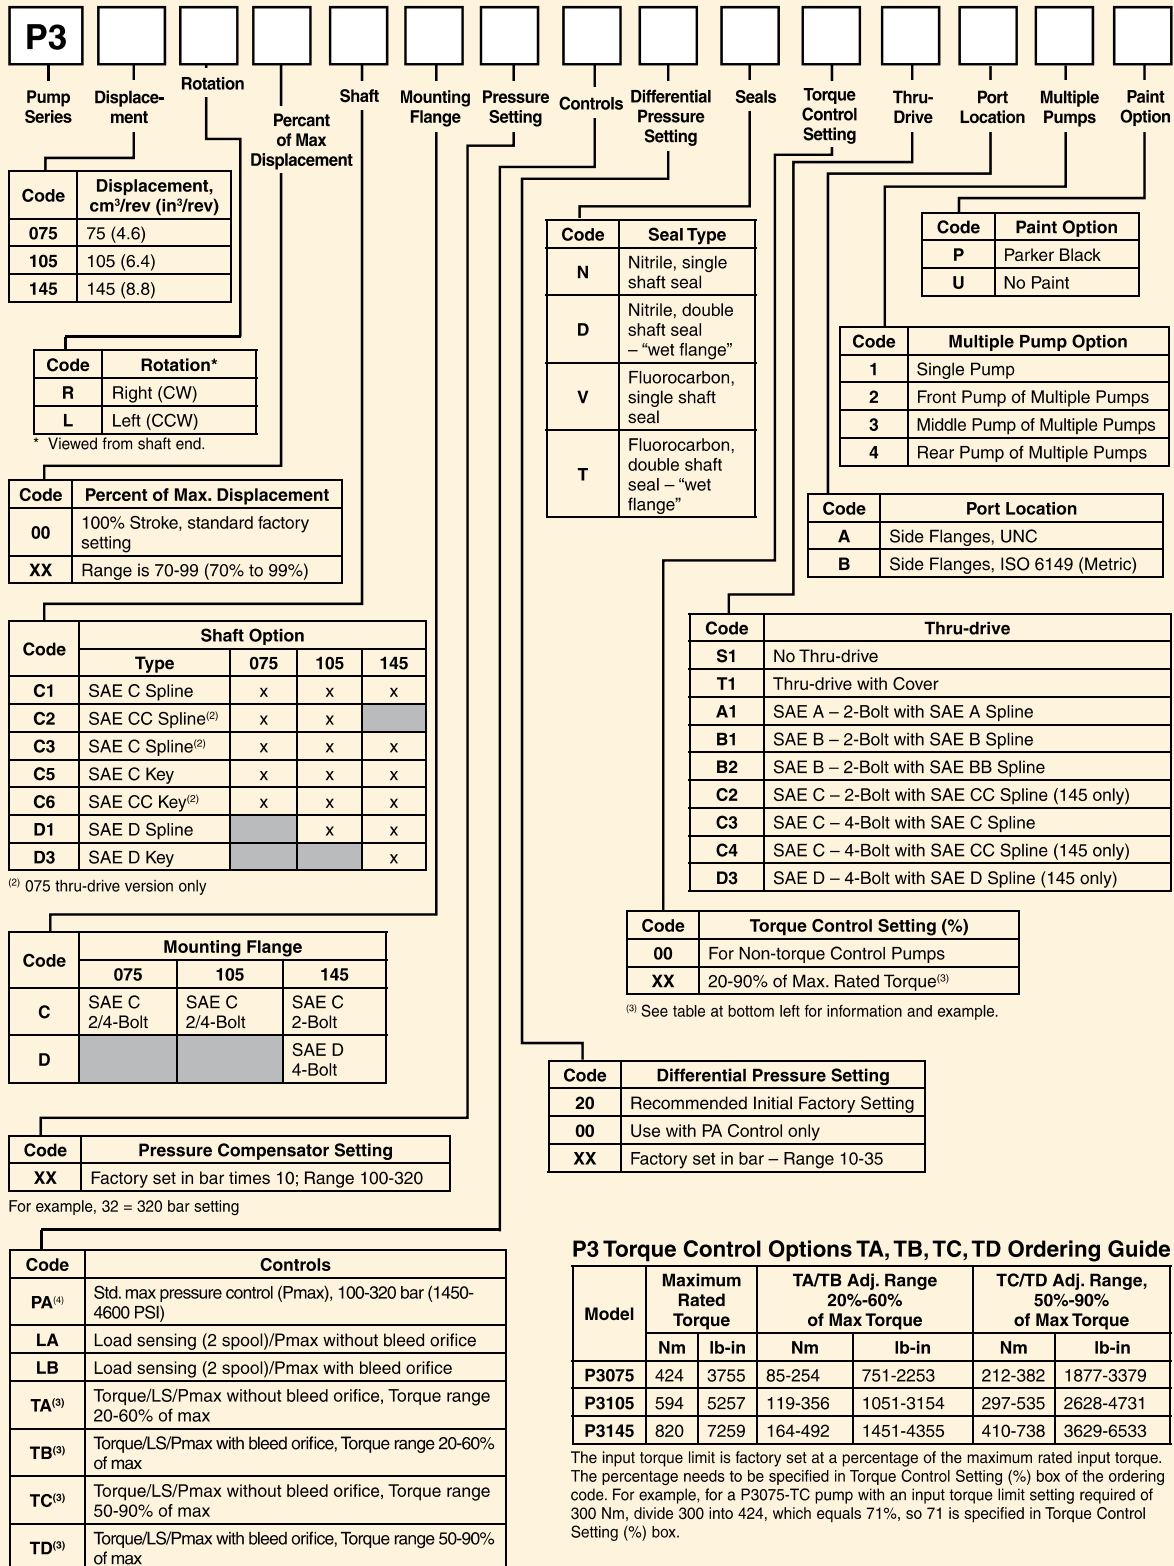 P3
Pump Series
Displace-ment
Rotation
Percent of Max Displacement
Shaft
Mounting Flange
Pressure Setting
Controls
Differential Pressure Setting
Seals
Torque Control Setting
Thru-Drive
Port Location
Multiple Pumps
Paint Option
Code Displacement, cm³/rev (in³/rev)
075 75 (4.6)
105 105 (6.4)
145 145 (8.8)
Code Rotation*
R Right (CW)
L Left (CCW)
* Viewed from shaft end.
Code Percent of Max. Displacement
00 100% Stroke, standard factory
setting
XX Range is 70-99 (70% to 99%)
Code Shaft Option
Type 075 105 145
C1 SAE C Spline x x x
C2 SAE CC Spline(2) x x
C3 SAE C Spline(2) x x x
C5 SAE C Key x x x
C6 SAE CC Key(2) x x x
D1 SAE D Spline x x
D3 SAE D Key x
(2) 075 thru-drive version only
Code Mounting Flange
075 105 145
C SAE C 2/4-Bolt SAE C 2/4-Bolt SAE C 2-Bolt
D SAE D 4-Bolt
Code Pressure Compensator Setting
XX Factory set in bar times 10; Range 100-320
For example, 32 = 320 bar setting
Code Controls
PA(4) Std. max pressure control (Pmax), 100-320 bar (1450-
4600 PSI)
LA Load sensing (2 spool)/Pmax without bleed orifice
LB Load sensing (2 spool)/Pmax with bleed orifice
TA(3) Torque/LS/Pmax without bleed orifice, Torque range
20-60% of max
TB(3) Torque/LS/Pmax with bleed orifice, Torque range 20-60%
of max
TC(3) Torque/LS/Pmax without bleed orifice, Torque range
50-90% of max
TD(3) Torque/LS/Pmax with bleed orifice, Torque range 50-90%
of max
Code Seal Type
N Nitrile, single
shaft seal
D Nitrile, double
shaft seal
– “wet flange”
V Fluorocarbon,
single shaft
seal
T Fluorocarbon,
double shaft
seal – “wet
flange”
Code Paint Option
P Parker Black
U No Paint
Code Multiple Pump Option
1 Single Pump
2 Front Pump of Multiple Pumps
3 Middle Pump of Multiple Pumps
4 Rear Pump of Multiple Pumps
Code Port Location
A Side Flanges, UNC
B Side Flanges, ISO 6149 (Metric)
Code Thru-drive
S1 No Thru-drive
T1 Thru-drive with Cover
A1 SAE A – 2-Bolt with SAE A Spline
B1 SAE B – 2-Bolt with SAE B Spline
B2 SAE B – 2-Bolt with SAE BB Spline
C2 SAE C – 2-Bolt with SAE CC Spline (145 only)
C3 SAE C – 4-Bolt with SAE C Spline
C4 SAE C – 4-Bolt with SAE CC Spline (145 only)
D3 SAE D – 4-Bolt with SAE D Spline (145 only)
Code Torque Control Setting (%)
00 For Non-torque Control Pumps
XX 20-90% of Max. Rated Torque(3)
(3) See table at bottom left for information and example.
Code Differential Pressure Setting
20 Recommended Initial Factory Setting
00 Use with PA Control only
XX Factory set in bar – Range 10-35
P3 Torque Control Options TA, TB, TC, TD Ordering Guide
Model Maximum Rated Torque TA/TB Adj. Range 20%-60% of Max Torque TC/TD Adj. Range, 50%-90% of Max Torque
Nm lb-in Nm lb-in Nm lb-in
P3075 424 3755 85-254 751-2253 212-382 1877-3379
P3105 594 5257 119-356 1051-3154 297-535 2628-4731
P3145 820 7259 164-492 1451-4355 410-738 3629-6533
The input torque limit is factory set at a percentage of the maximum rated input torque.
The percentage needs to be specified in Torque Control Setting (%) box of the ordering
code. For example, for a P3075-TC pump with an input torque limit setting required of
300 Nm, divide 300 into 424, which equals 71%, so 71 is specified in Torque Control
Setting (%) box.